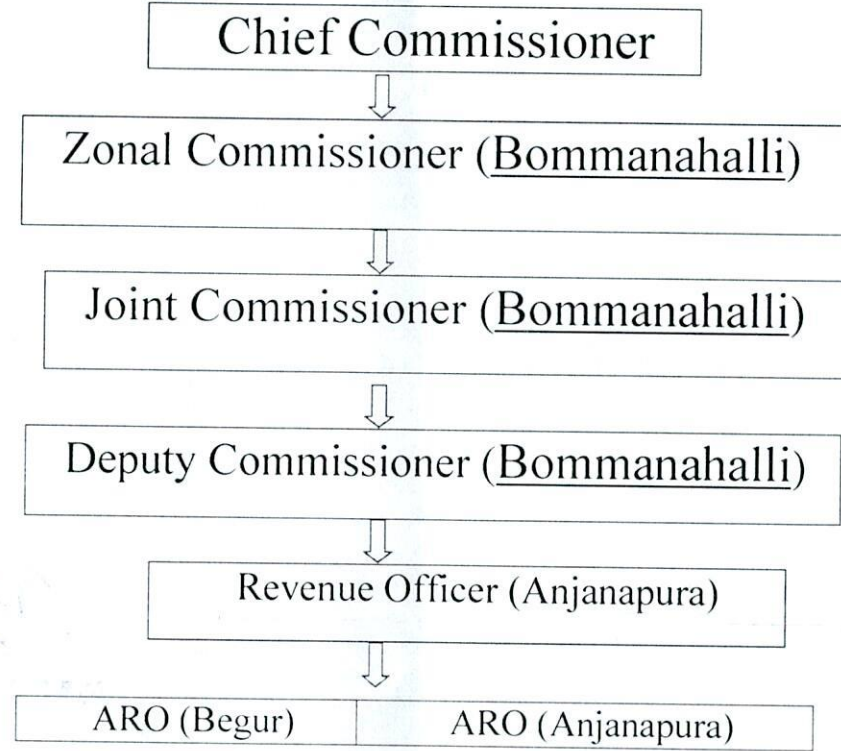 Chief Commissioner
Zonal Commissioner (Bommanahalli)
Joint Commissioner (Bommanahalli)
Deputy Commissioner (Bommanahalli)
Revenue Officer (Anjanapura)
ARO (Begur) ARO (Anjanapura)